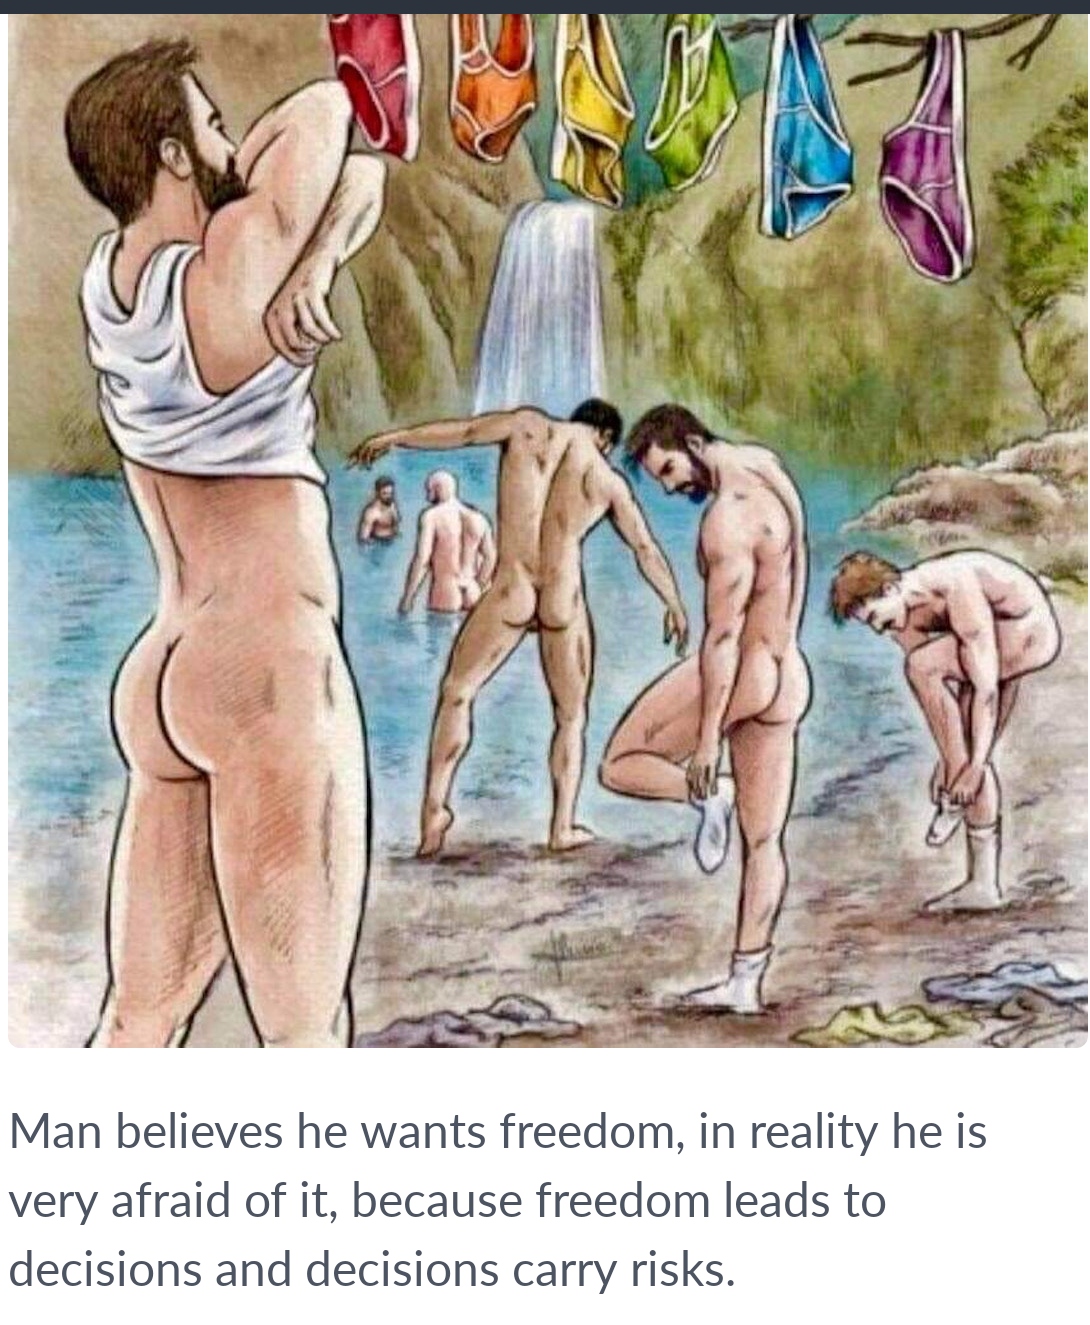 Man believes he wants freedom, in reality he is
very afraid of it, because freedom leads to
decisions and decisions carry risks.